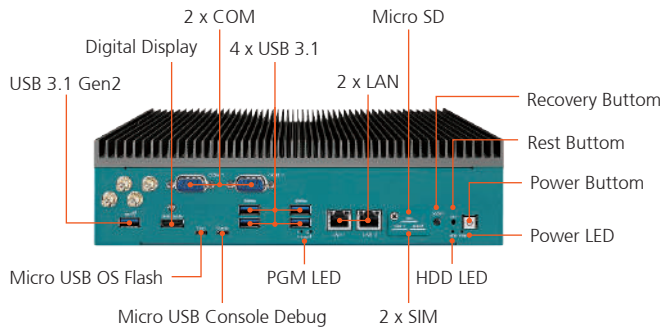 2 x COM
Micro SD
Digital Display
4 x USB 3.1
USB 3.1 Gen2
2 x LAN
Recovery Buttom
Rest Buttom
Power Buttom
Power LED
Micro USB OS Flash
PGM LED
HDD LED
Micro USB Console Debug
2 x SIM